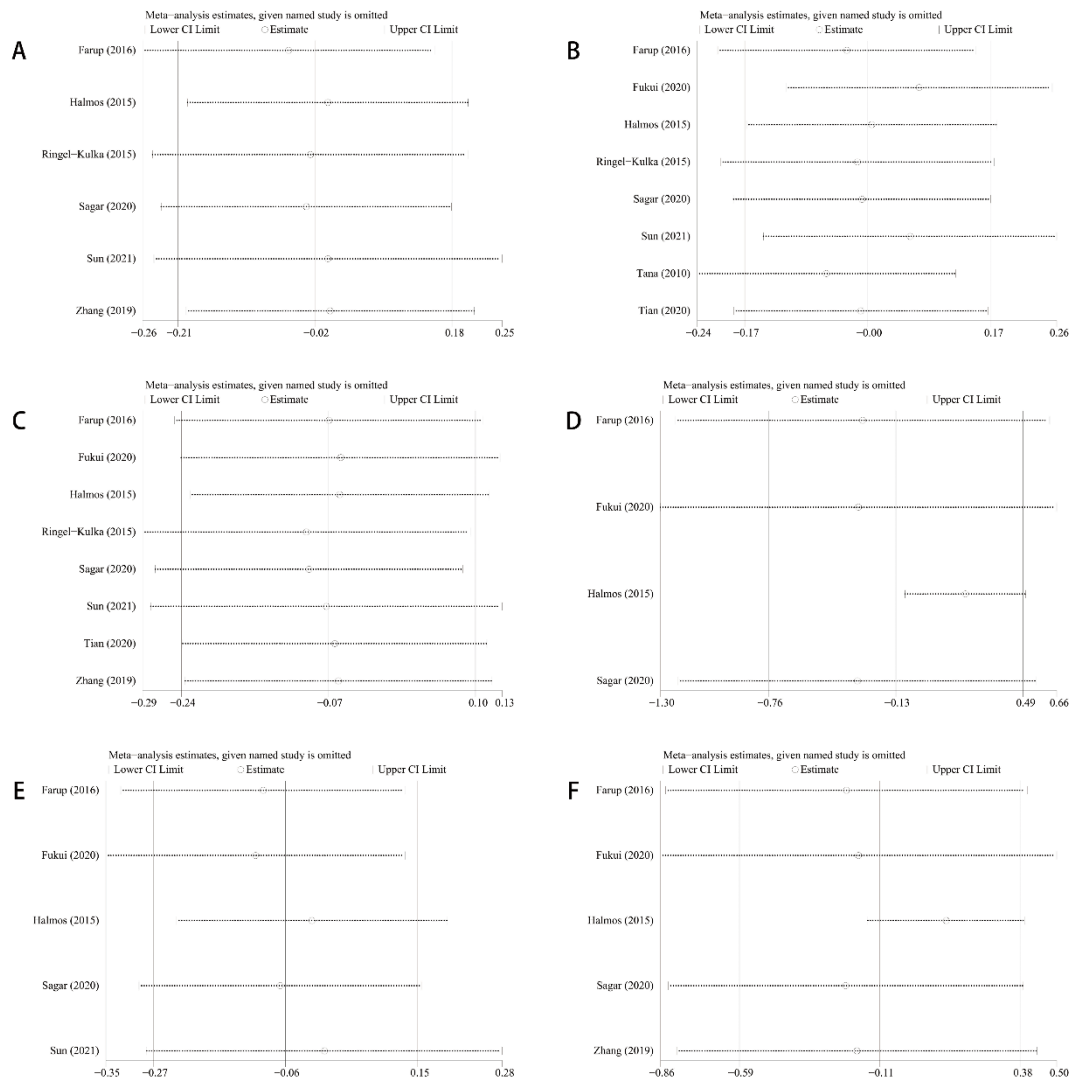 A
Meta−analysis estimates, given named study is omitted
Lower CI Limit Estimate Upper CI Limit
Farup (2016)
Halmos (2015)
Ringel−Kulka (2015)
Sagar (2020)
Sun (2021)
Zhang (2019)
−0.26 −0.21 −0.02 0.18 0.25
B
Meta−analysis estimates, given named study is omitted
Lower CI Limit Estimate Upper CI Limit
Farup (2016)
Fukui (2020)
Halmos (2015)
Ringel−Kulka (2015)
Sagar (2020)
Sun (2021)
Tana (2010)
Tian (2020)
−0.24 −0.17 −0.00 0.17 0.26
C
Meta−analysis estimates, given named study is omitted
Lower CI Limit Estimate Upper CI Limit
Farup (2016)
Fukui (2020)
Halmos (2015)
Ringel−Kulka (2015)
Sagar (2020)
Sun (2021)
Tian (2020)
Zhang (2019)
−0.29 −0.24 −0.07 0.10 0.13
D
Meta−analysis estimates, given named study is omitted
Lower CI Limit Estimate Upper CI Limit
Farup (2016)
Fukui (2020)
Halmos (2015)
Sagar (2020)
−1.30 −0.76 −0.13 0.49 0.66
E
Meta−analysis estimates, given named study is omitted
Lower CI Limit Estimate Upper CI Limit
Farup (2016)
Fukui (2020)
Halmos (2015)
Sagar (2020)
Sun (2021)
−0.35 −0.27 −0.06 0.15 0.28
F
Meta−analysis estimates, given named study is omitted
Lower CI Limit Estimate Upper CI Limit
Farup (2016)
Fukui (2020)
Halmos (2015)
Sagar (2020)
Zhang (2019)
−0.86 −0.59 −0.11 0.38 0.50